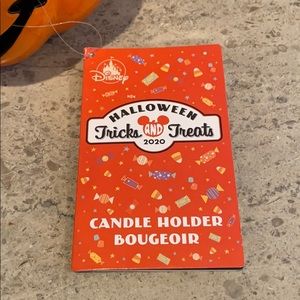 Disney
HALLOWEEN
Tricks AND Treats
2020
CANDLE HOLDER
BOUGEOIR